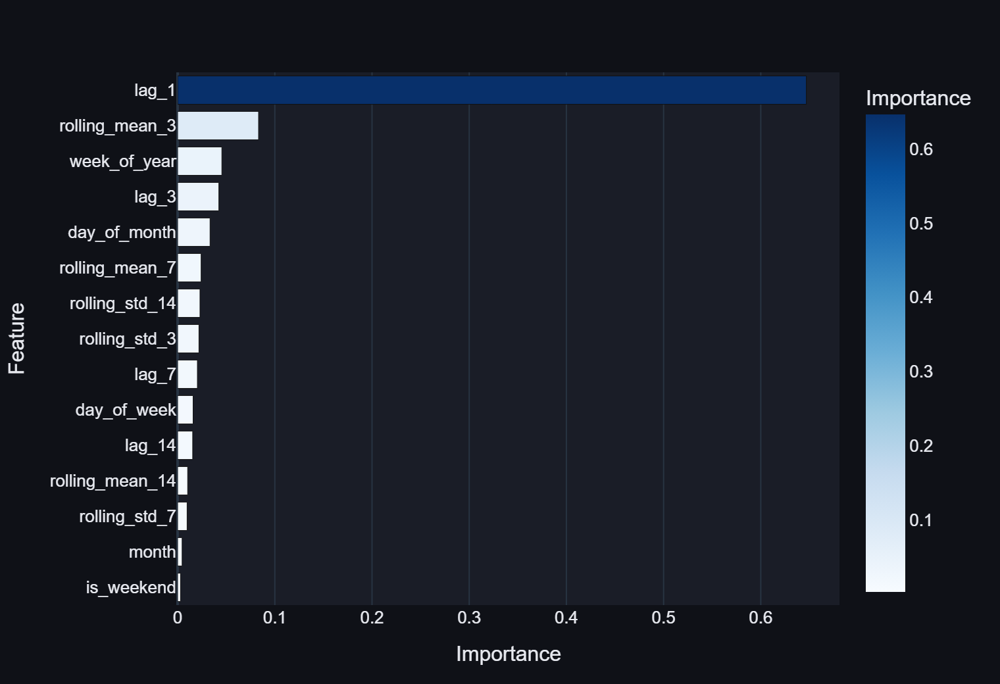 lag_1
rolling_mean_3
week_of_year
lag_3
day_of_month
rolling_mean_7
rolling_std_14
rolling_std_3
lag_7
day_of_week
lag_14
rolling_mean_14
rolling_std_7
month
is_weekend
Feature
0 0.1 0.2 0.3 0.4 0.5 0.6
Importance
Importance
0.6
0.5
0.4
0.3
0.2
0.1